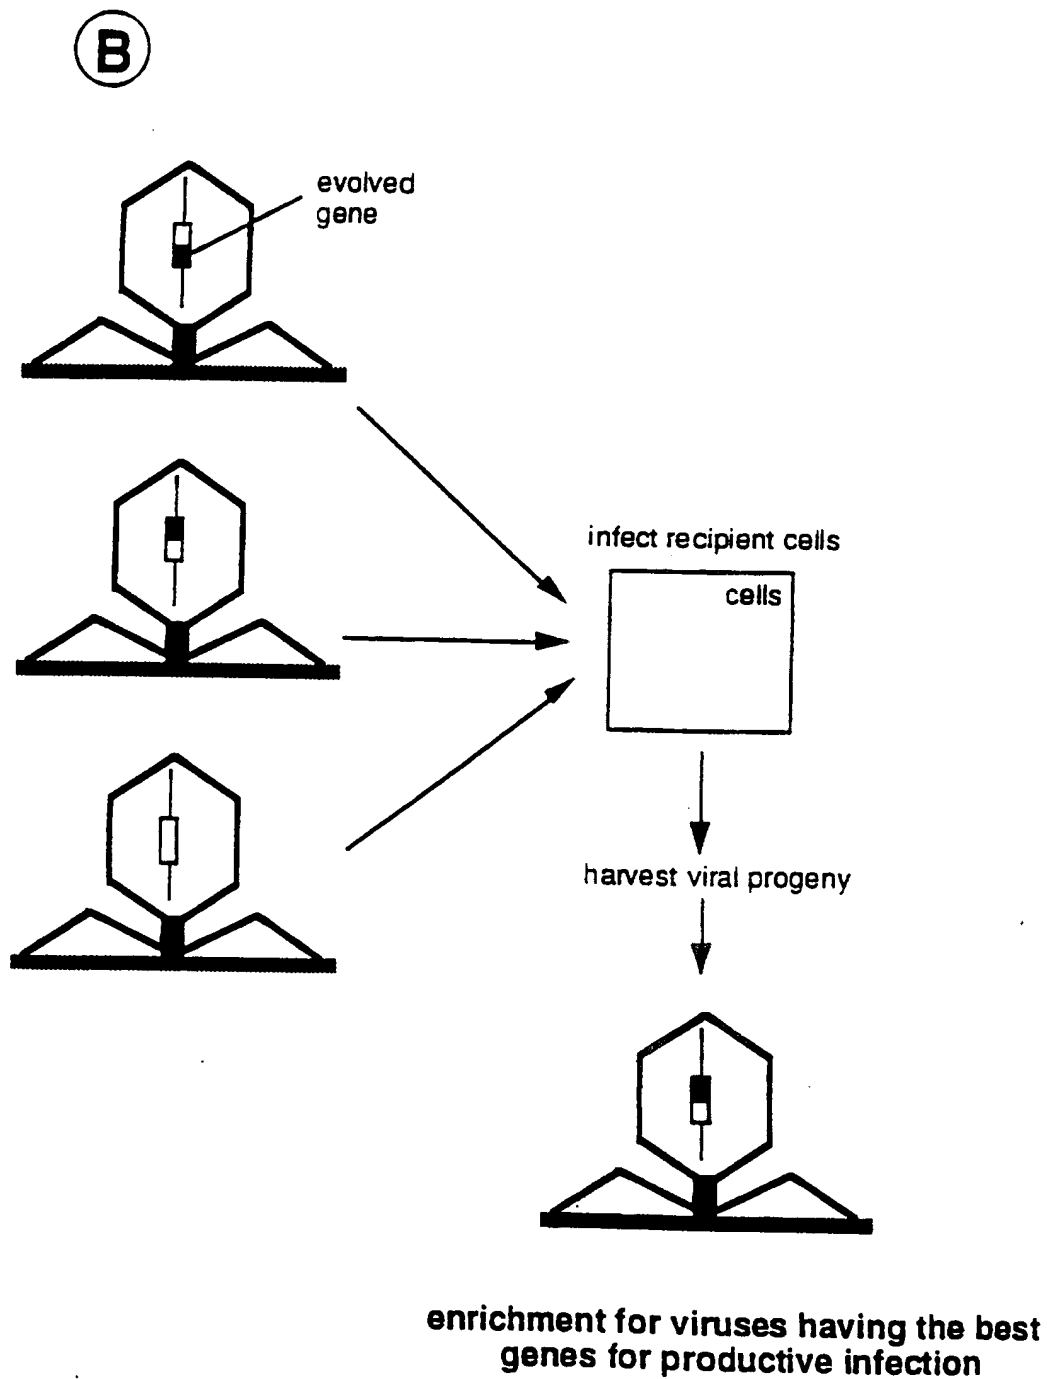 B
evolved
gene
infect recipient cells
cells
harvest viral progeny
enrichment for viruses having the best
genes for productive infection